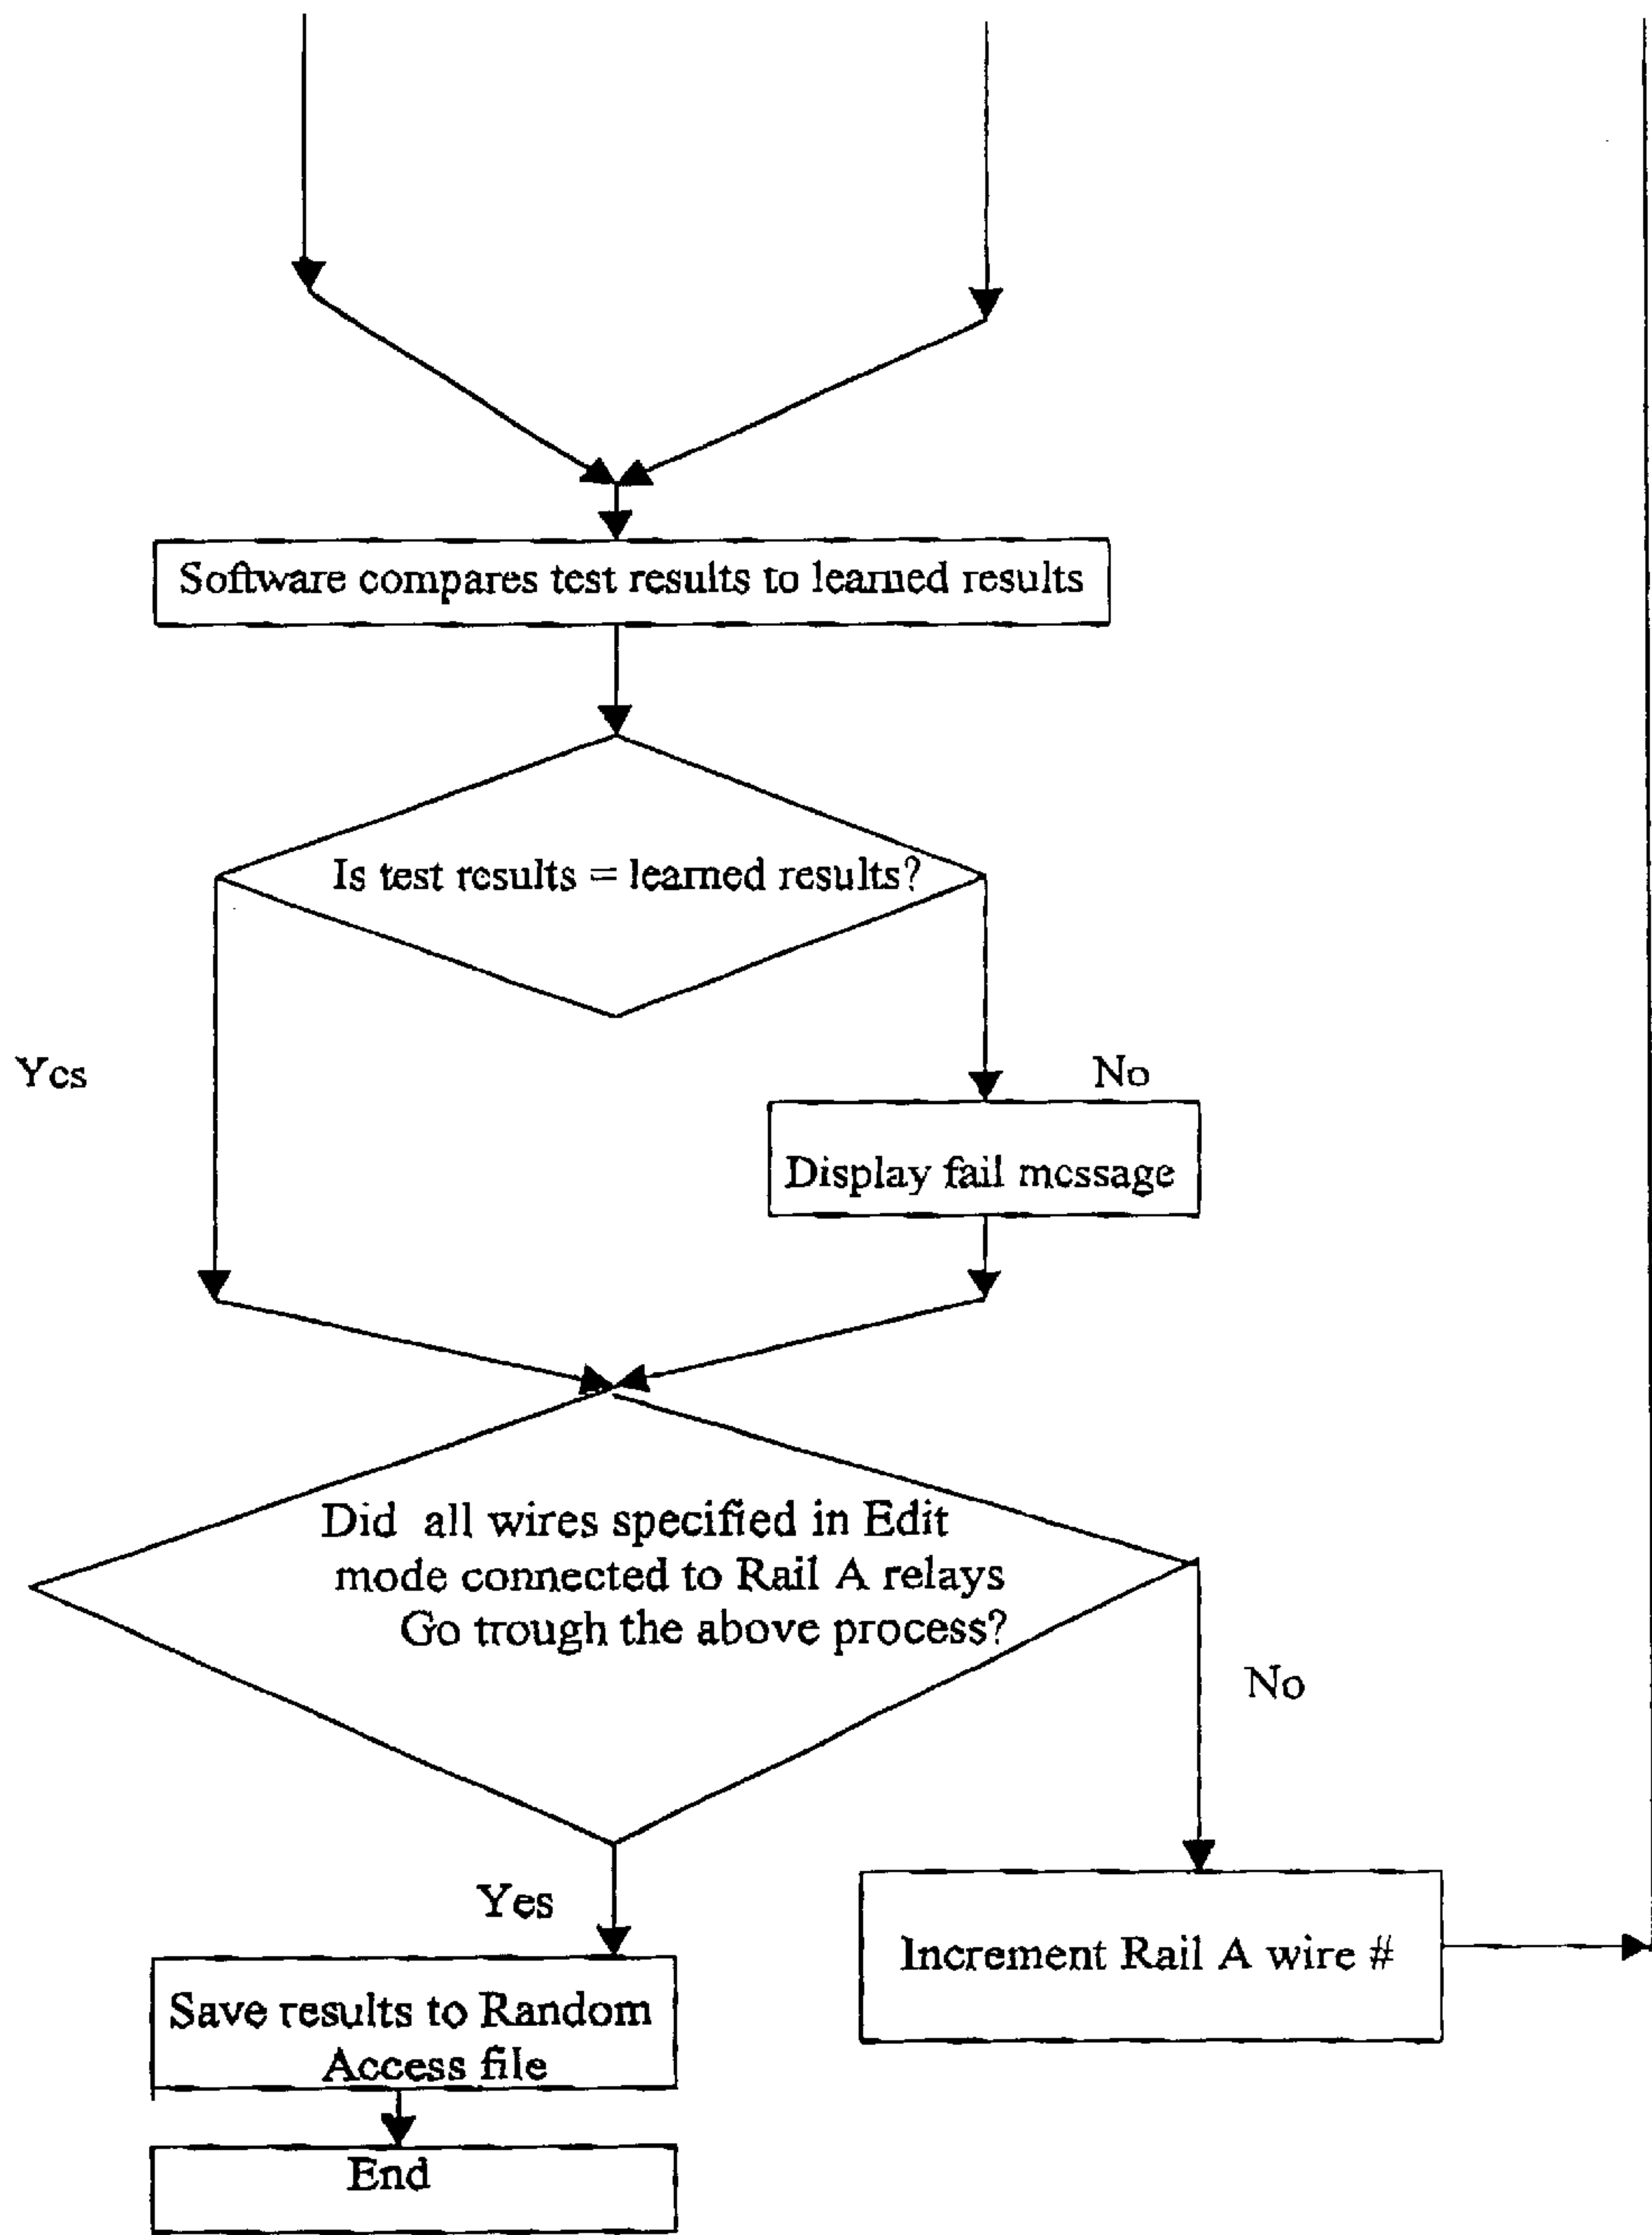 Software compares test results to learned results
Is test results = learned results?
Yes
No
Display fail message
Did all wires specified in Edit
mode connected to Rail A relays
Go trough the above process?
No
Yes
Increment Rail A wire #
Save results to Random
Access file
End